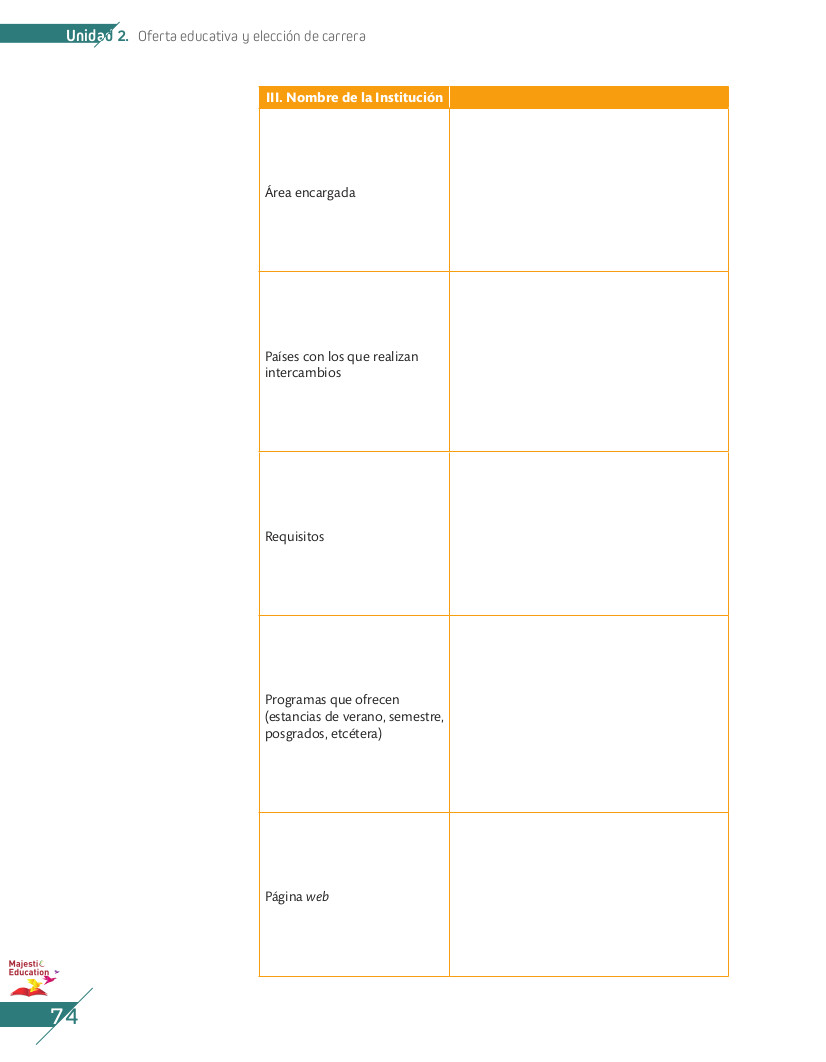 Unidad 2. Oferta educativa y elección de carrera
III. Nombre de la Institución
Área encargada
Países con los que realizan
intercambios
Requisitos
Programas que ofrecen
(estancias de verano, semestre,
posgrados, etcétera)
Página web
Majestic
Education
74